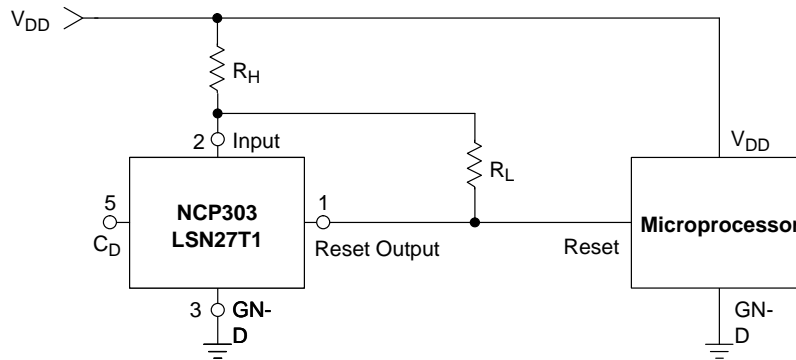 VDD
RH
2 Input
VDD
RL
5
CD
NCP303
LSN27T1
1
Reset Output
Reset
Microprocessor
3 GN-
D
GN-
D